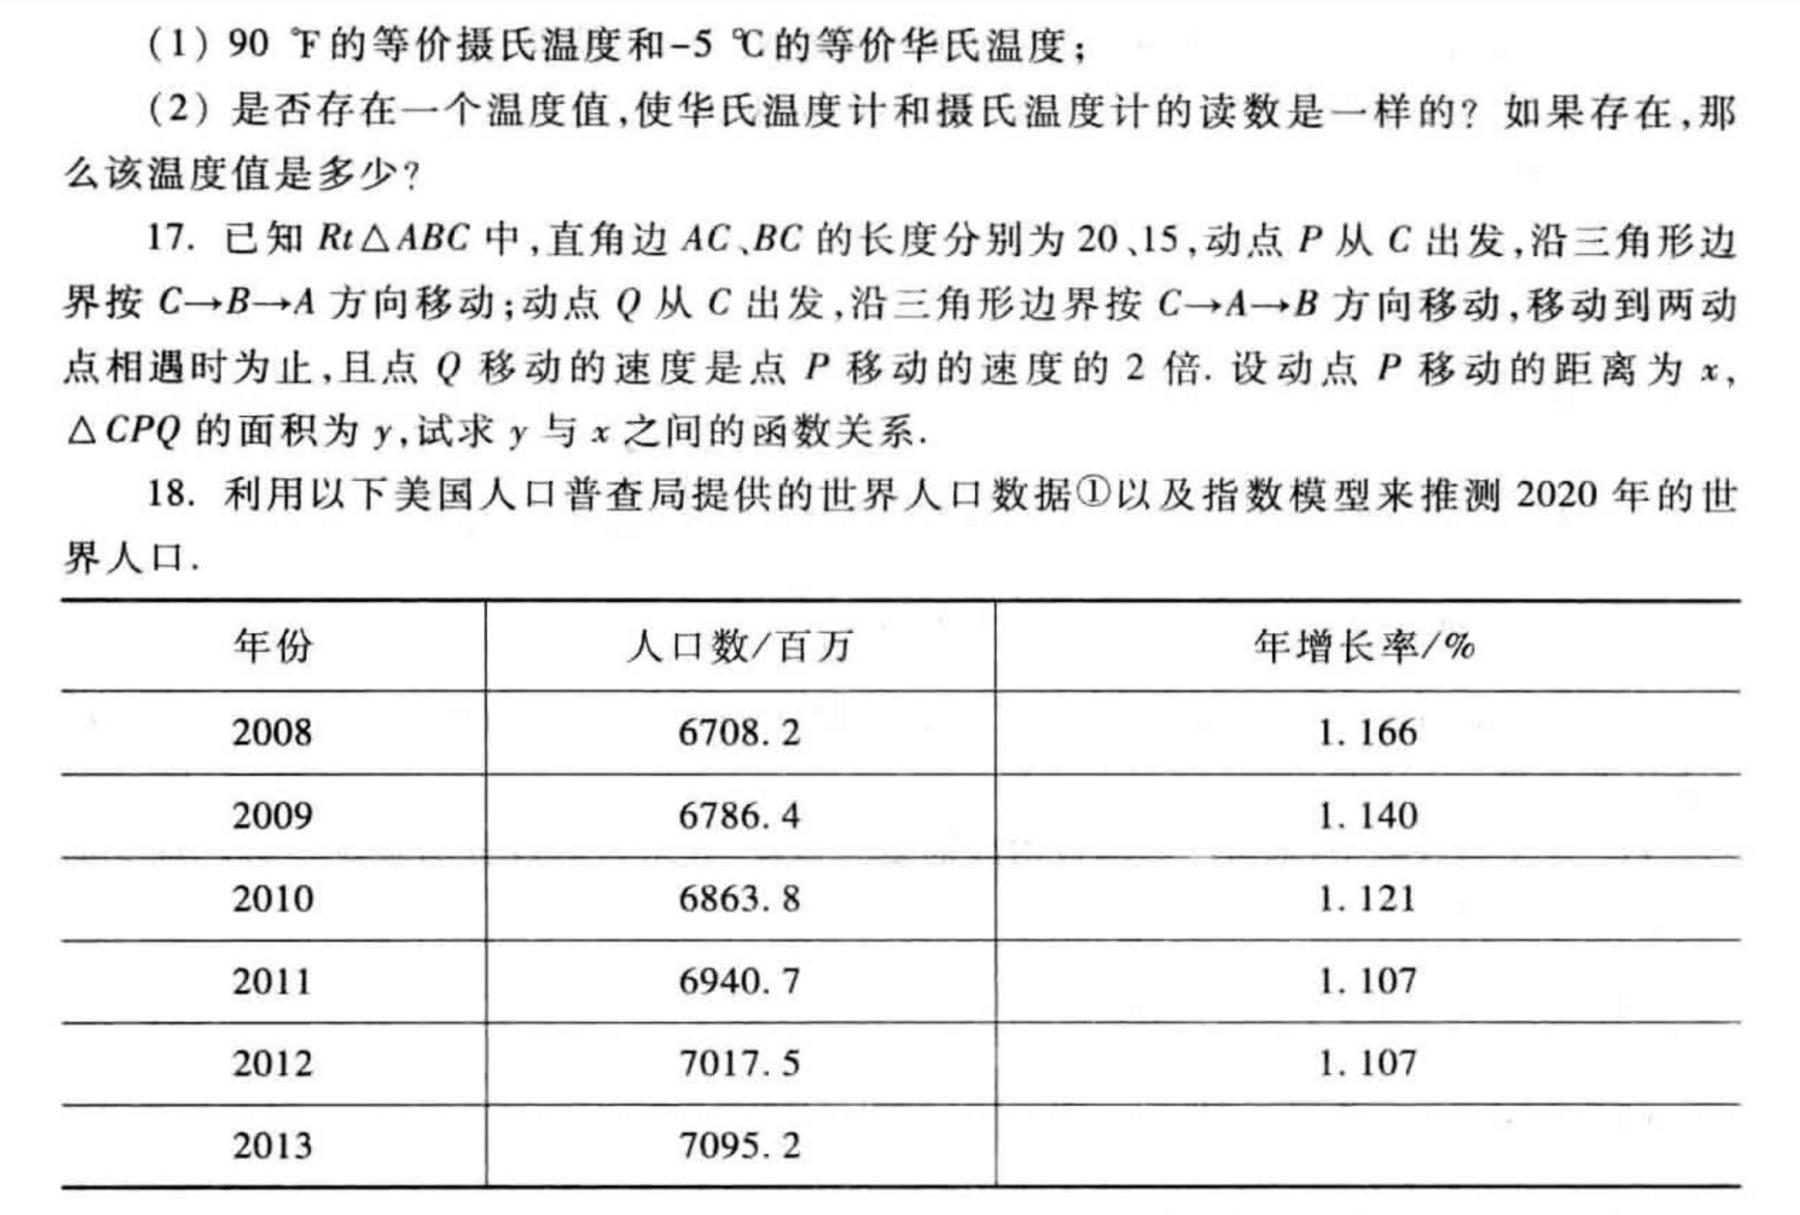 (1) 90 ℉的等价摄氏温度和-5 ℃的等价华氏温度;
(2) 是否存在一个温度值,使华氏温度计和摄氏温度计的读数是一样的? 如果存在,那
么该温度值是多少?
17. 已知 Rt△ABC 中,直角边 AC、BC 的长度分别为 20、15,动点 P 从 C 出发,沿三角形边
界按 C→B→A 方向移动;动点 Q 从 C 出发,沿三角形边界按 C→A→B 方向移动,移动到两动
点相遇时为止,且点 Q 移动的速度是点 P 移动的速度的 2 倍. 设动点 P 移动的距离为 x,
△CPQ 的面积为 y,试求 y 与 x 之间的函数关系.
18. 利用以下美国人口普查局提供的世界人口数据①以及指数模型来推测 2020 年的世
界人口.
年份 人口数/百万 年增长率/%
2008 6708.2 1.166
2009 6786.4 1.140
2010 6863.8 1.121
2011 6940.7 1.107
2012 7017.5 1.107
2013 7095.2